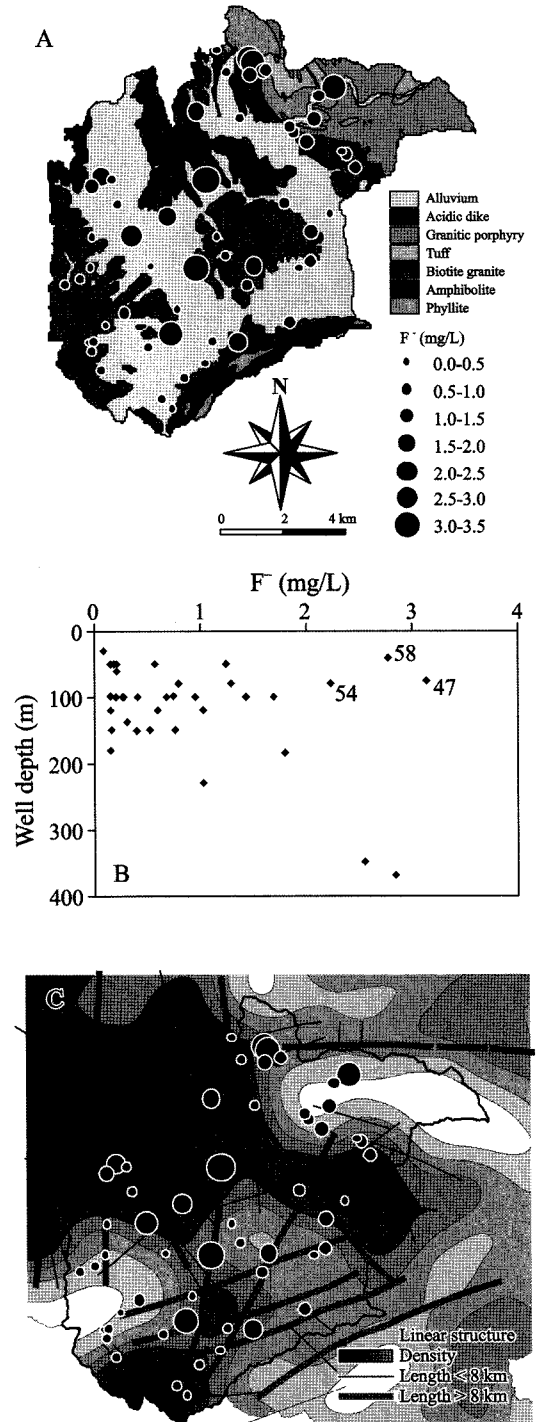 A
Alluvium
Acidic dike
Granitic porphyry
Tuff
Biotite granite
Amphibolite
Phyllite
F⁻ (mg/L)
0.0-0.5
0.5-1.0
1.0-1.5
1.5-2.0
2.0-2.5
2.5-3.0
3.0-3.5
N
0 2 4 km
F⁻ (mg/L)
0 1 2 3 4
0
100
200
300
400
Well depth (m)
58
54
47
B
C
Linear structure
Density
Length < 8 km
Length > 8 km